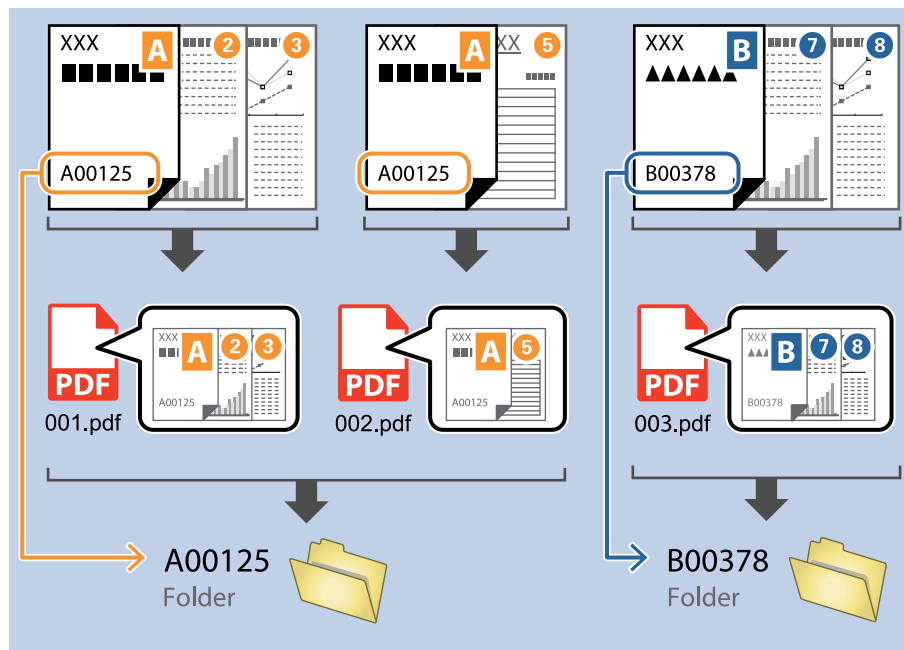 XXX A 2 3
A00125
XXX A XX 5
A00125
XXX B 7 8
B00378
PDF
001.pdf
XXX A 2 3
A00125
PDF
002.pdf
XXX A 5
A00125
PDF
003.pdf
XXX B 7 8
B00378
A00125
Folder
B00378
Folder